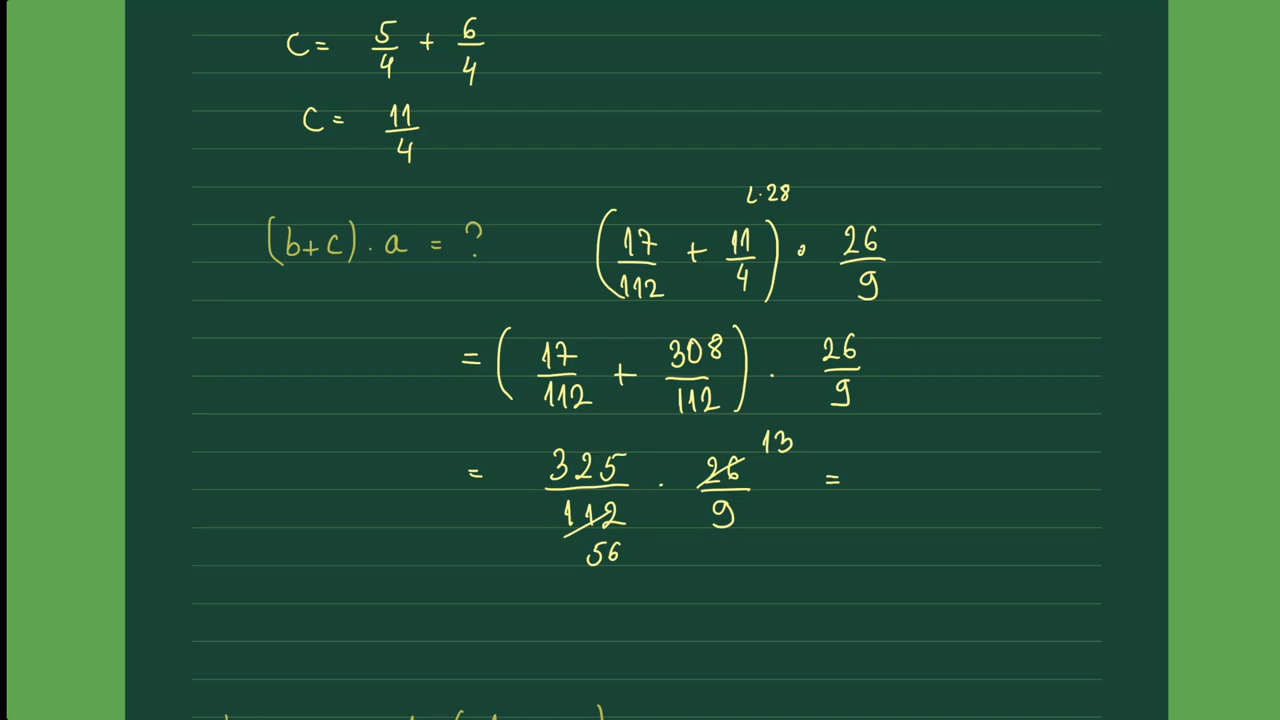 C = 5/4 + 6/4
C = 11/4
(b+c) · a = ? (17/112 + 11/4) · 26/9
/·28
= (17/112 + 308/112) · 26/9
= 325/112 · 26/9 =
13
56